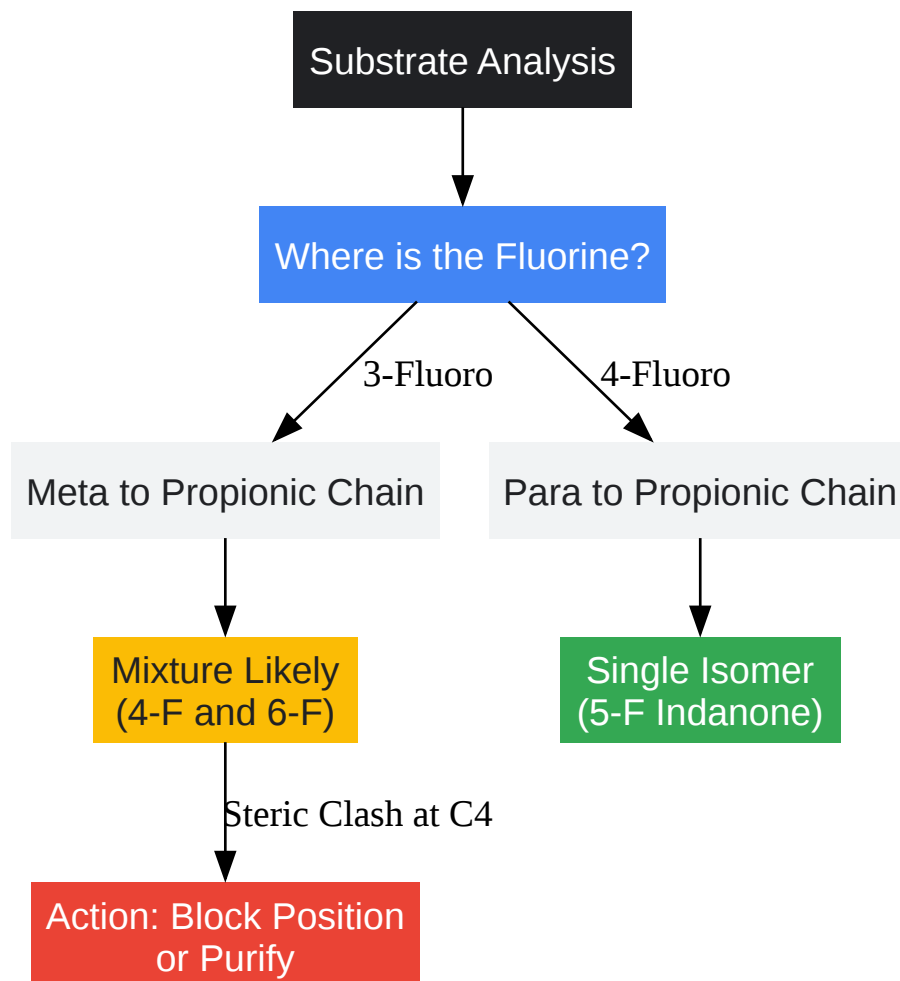 Substrate Analysis
Where is the Fluorine?
3-Fluoro
4-Fluoro
Meta to Propionic Chain
Para to Propionic Chain
Mixture Likely
(4-F and 6-F)
Single Isomer
(5-F Indanone)
Steric Clash at C4
Action: Block Position
or Purify